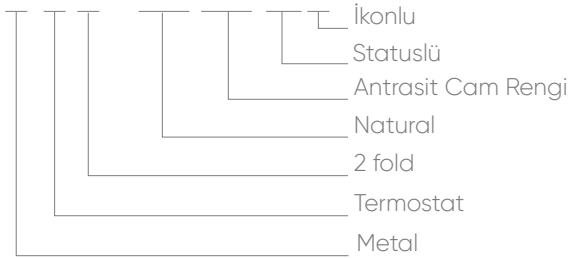 İkonlu
Statuslü
Antrasit Cam Rengi
Natural
2 fold
Termostat
Metal